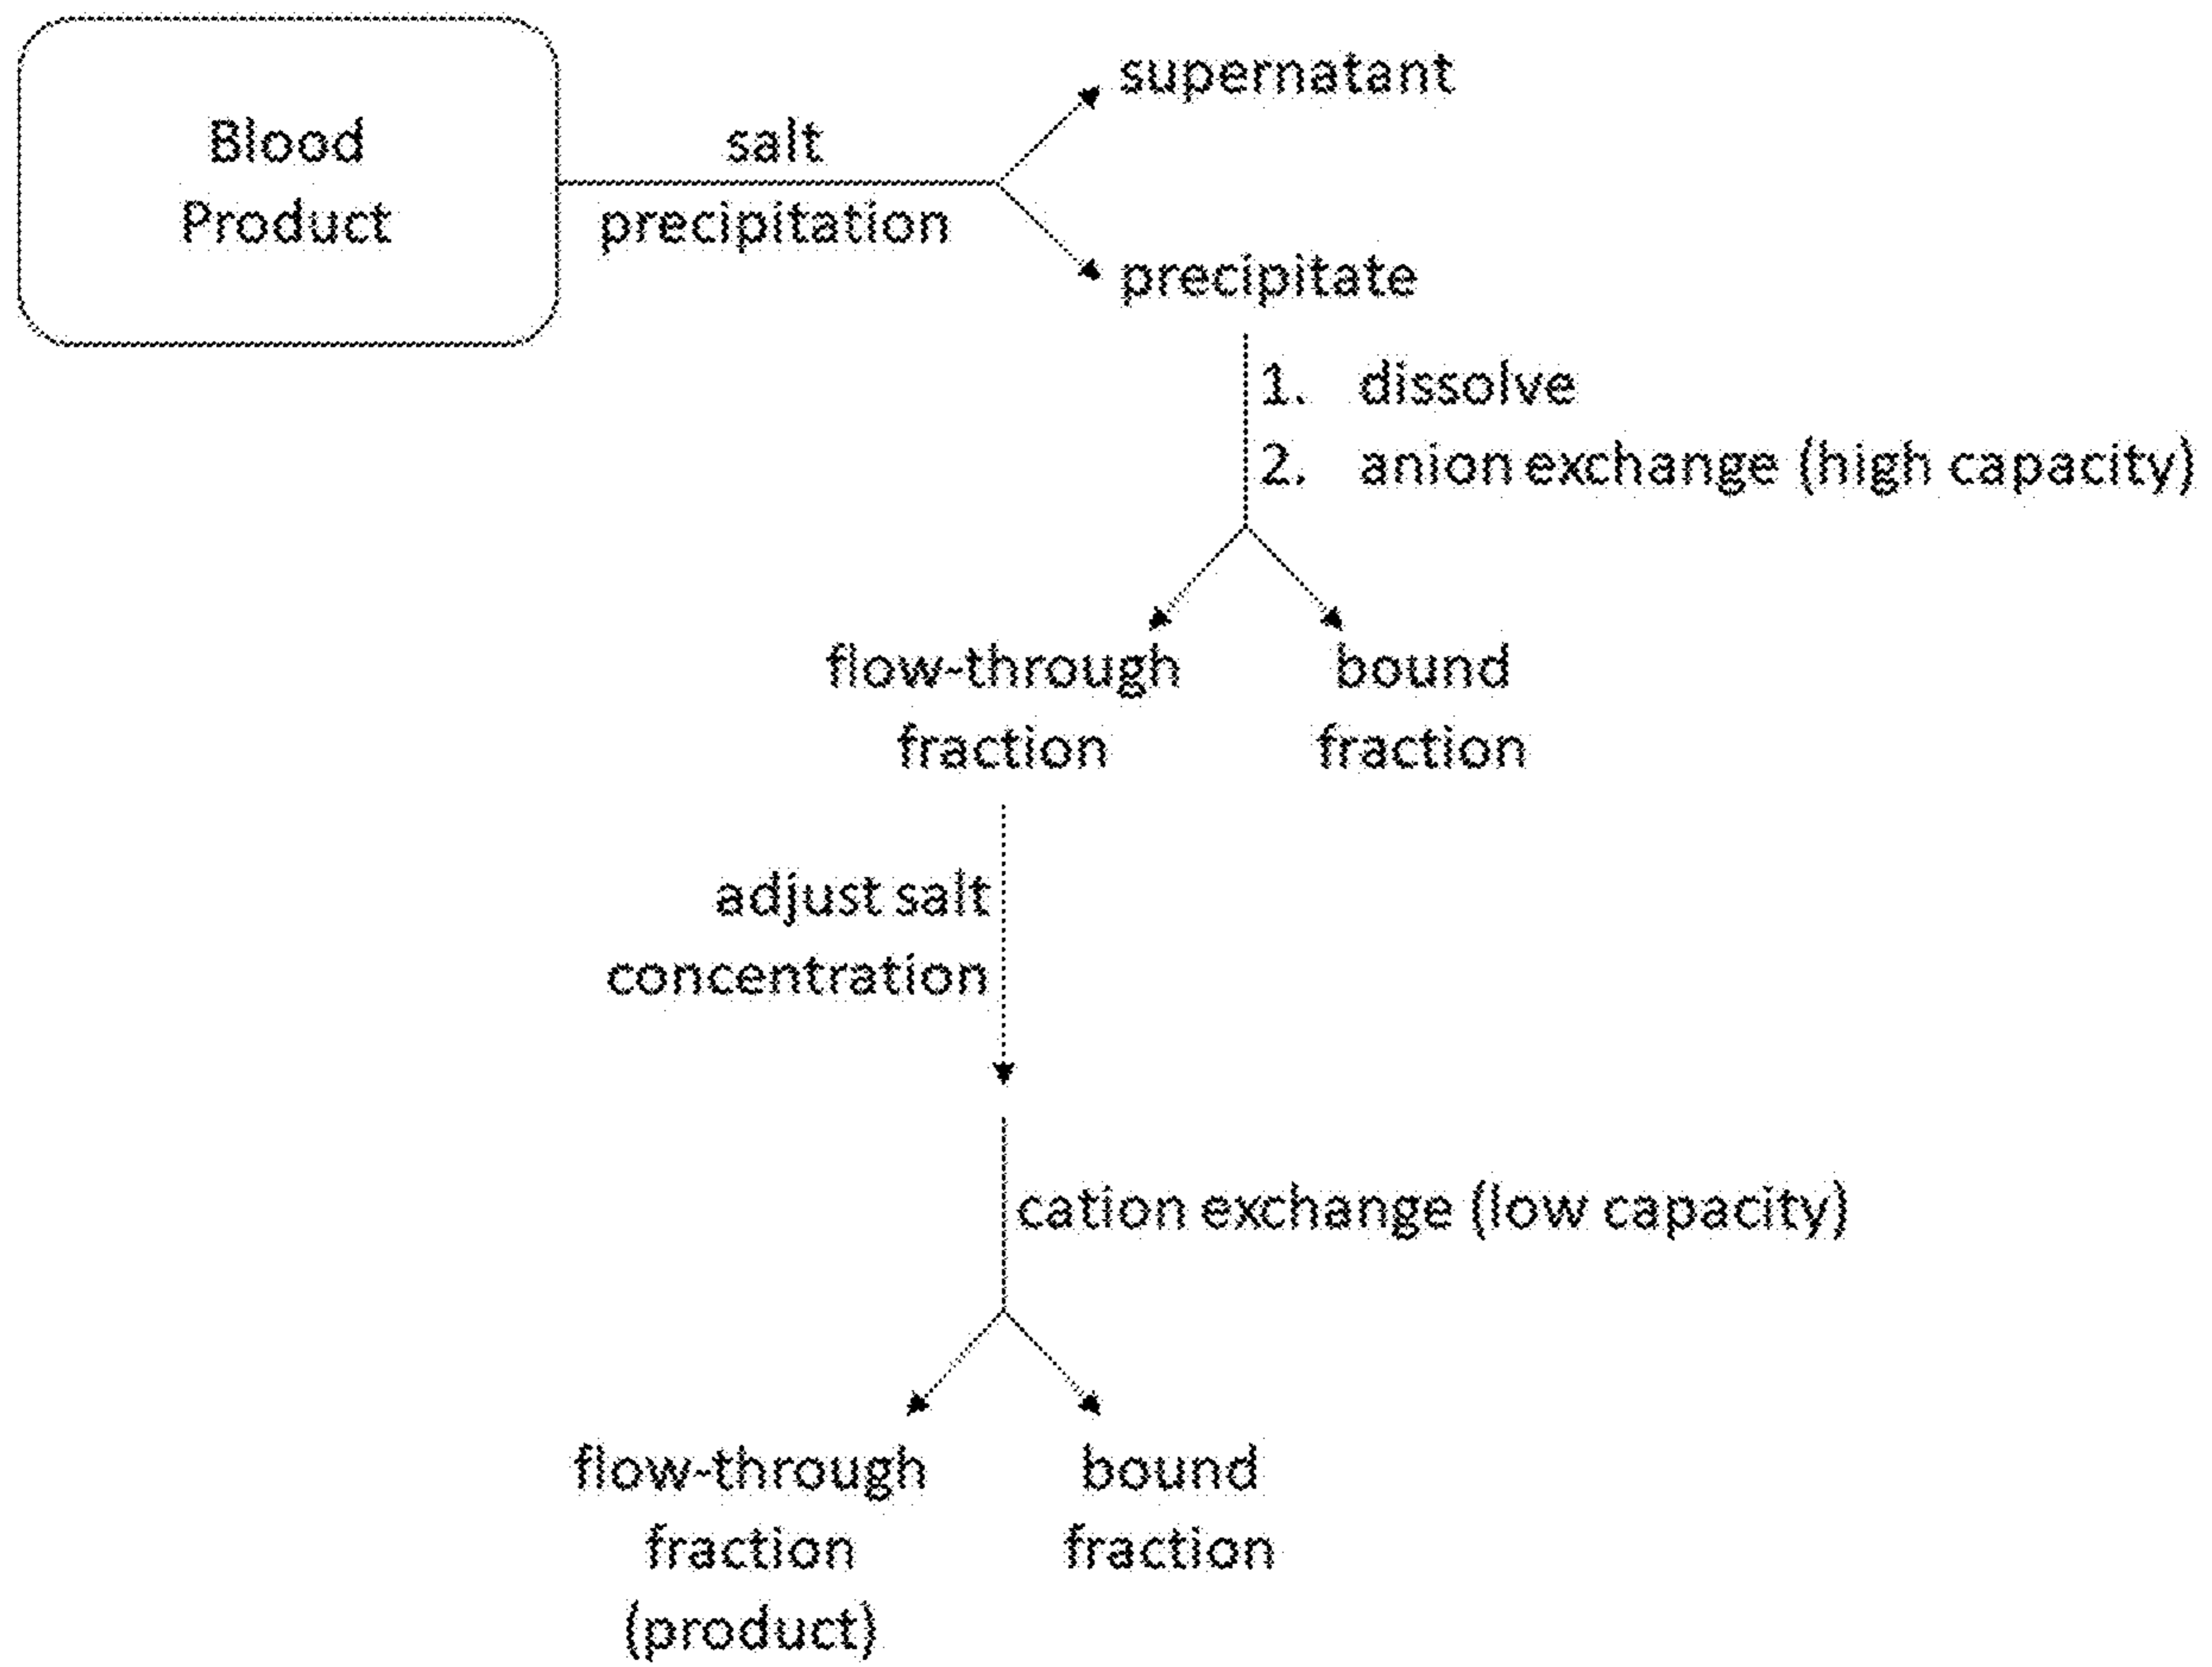 Blood
Product
salt
precipitation
supernatant
precipitate
1. dissolve
2. anion exchange (high capacity)
flow-through
fraction
bound
fraction
adjust salt
concentration
cation exchange (low capacity)
flow-through
fraction
(product)
bound
fraction